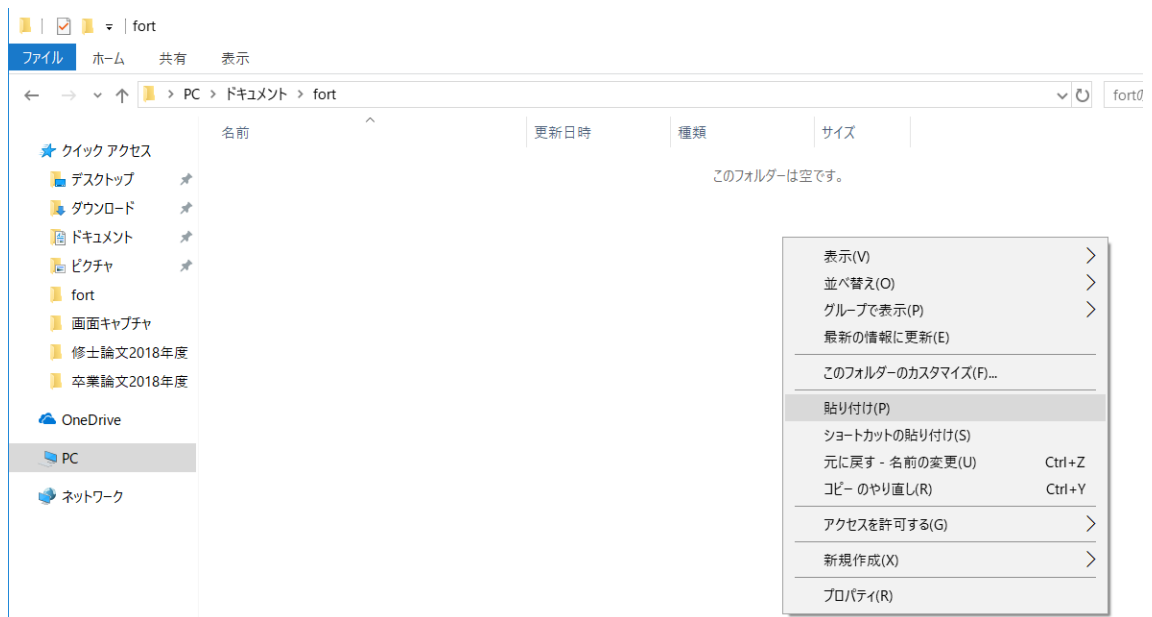 fort
ファイル ホーム 共有 表示
PC ドキュメント fort
名前 更新日時 種類 サイズ
このフォルダーは空です。
クイック アクセス
デスクトップ
ダウンロード
ドキュメント
ピクチャ
fort
画面キャプチャ
修士論文2018年度
卒業論文2018年度
OneDrive
PC
ネットワーク
表示(V)
並べ替え(O)
グループで表示(P)
最新の情報に更新(E)
このフォルダーのカスタマイズ(F)...
貼り付け(P)
ショートカットの貼り付け(S)
元に戻す - 名前の変更(U) Ctrl+Z
コピー のやり直し(R) Ctrl+Y
アクセスを許可する(G)
新規作成(X)
プロパティ(R)